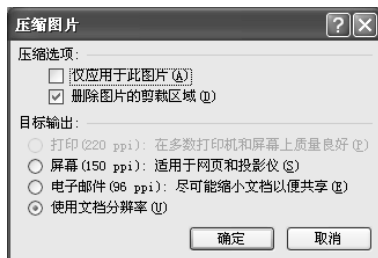 压缩图片
压缩选项:
仅应用于此图片(A)
删除图片的剪裁区域(D)
目标输出:
打印(220 ppi): 在多数打印机和屏幕上质量良好(P)
屏幕(150 ppi): 适用于网页和投影仪(S)
电子邮件(96 ppi): 尽可能缩小文档以便共享(E)
使用文档分辨率(U)
确定 取消